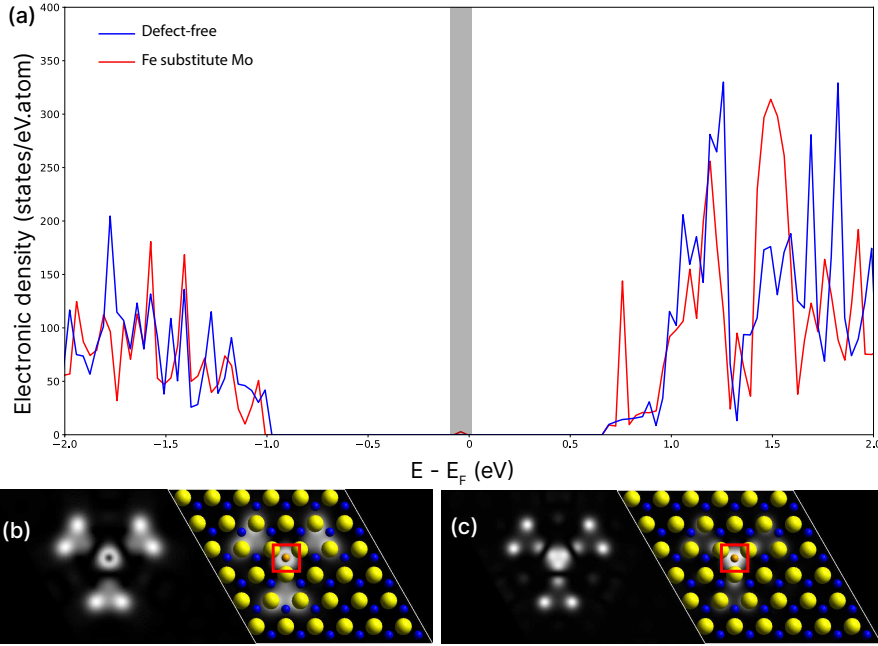 (a)
400
350
300
250
200
150
100
50
0
Electronic density (states/eV.atom)
Defect-free
Fe substitute Mo
−2.0 −1.5 −1.0 −0.5 0 0.5 1.0 1.5 2.0
E - E_F (eV)
(b)
(c)